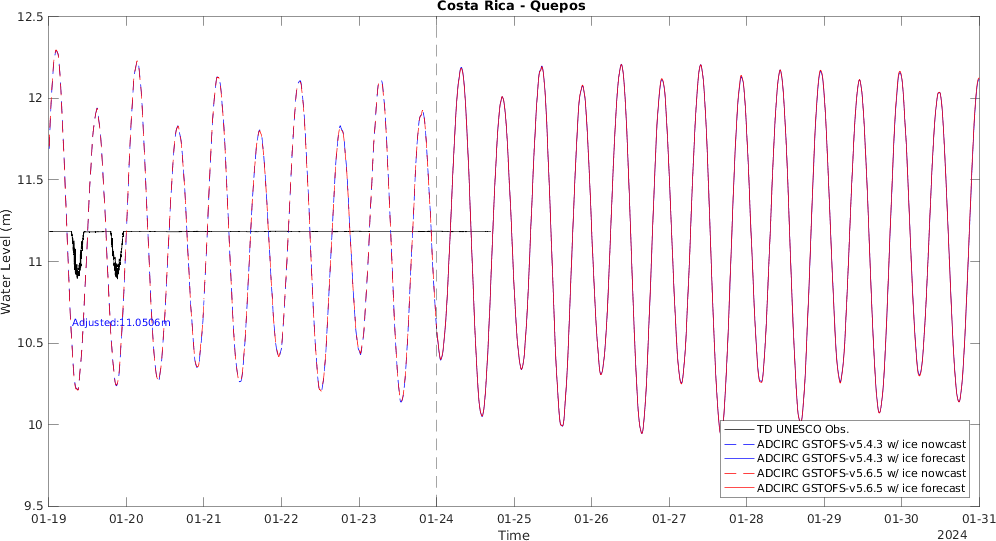 Costa Rica - Quepos
12.5
12
11.5
11
10.5
10
9.5
Water Level (m)
Adjusted:11.0506m
TD UNESCO Obs.
ADCIRC GSTOFS-v5.4.3 w/ ice nowcast
ADCIRC GSTOFS-v5.4.3 w/ ice forecast
ADCIRC GSTOFS-v5.6.5 w/ ice nowcast
ADCIRC GSTOFS-v5.6.5 w/ ice forecast
01-19 01-20 01-21 01-22 01-23 01-24 01-25 01-26 01-27 01-28 01-29 01-30 01-31
Time
2024